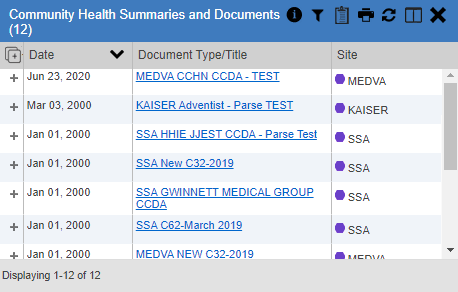 Community Health Summaries and Documents
(12)
Date Document Type/Title Site
Jun 23, 2020 MEDVA CCHN CCDA - TEST MEDVA
Mar 03, 2000 KAISER Adventist - Parse TEST KAISER
Jan 01, 2000 SSA HHIE JJEST CCDA - Parse Test SSA
Jan 01, 2000 SSA New C32-2019 SSA
Jan 01, 2000 SSA GWINNETT MEDICAL GROUP
CCDA SSA
Jan 01, 2000 SSA C62-March 2019 SSA
Jan 01, 2000 MEDVA NEW C32-2019 MEDVA
Displaying 1-12 of 12